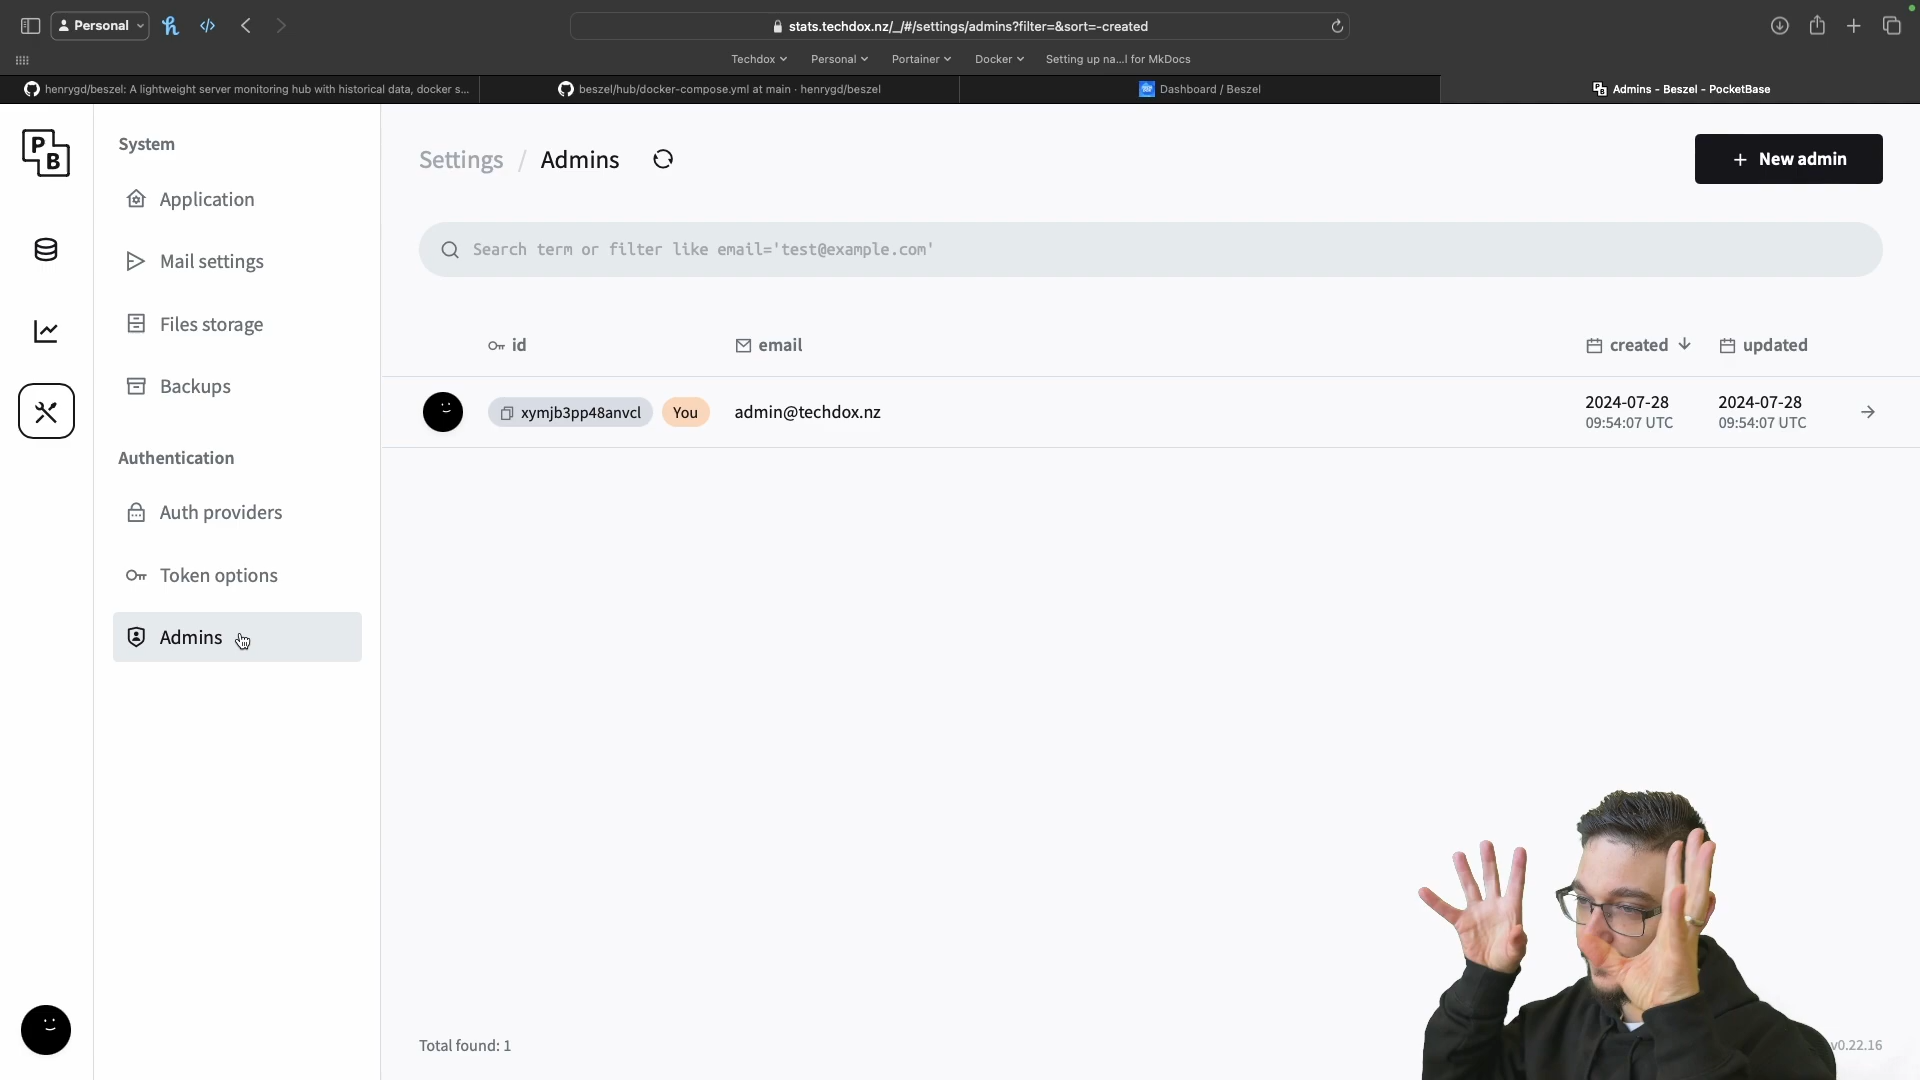 Personal
stats.techdox.nz/_/#/settings/admins?filter=&sort=-created
Techdox
Personal
Portainer
Docker
Setting up na...l for MkDocs
henrygd/beszel: A lightweight server monitoring hub with historical data, docker s...
beszel/hub/docker-compose.yml at main · henrygd/beszel
Dashboard / Beszel
Admins - Beszel - PocketBase
P
B
System
Application
Mail settings
Files storage
Backups
Authentication
Auth providers
Token options
Admins
Settings / Admins
New admin
Search term or filter like email='test@example.com'
id
email
created
updated
xymjb3pp48anvcl
You
admin@techdox.nz
2024-07-28
09:54:07 UTC
2024-07-28
09:54:07 UTC
Total found: 1
v0.22.16